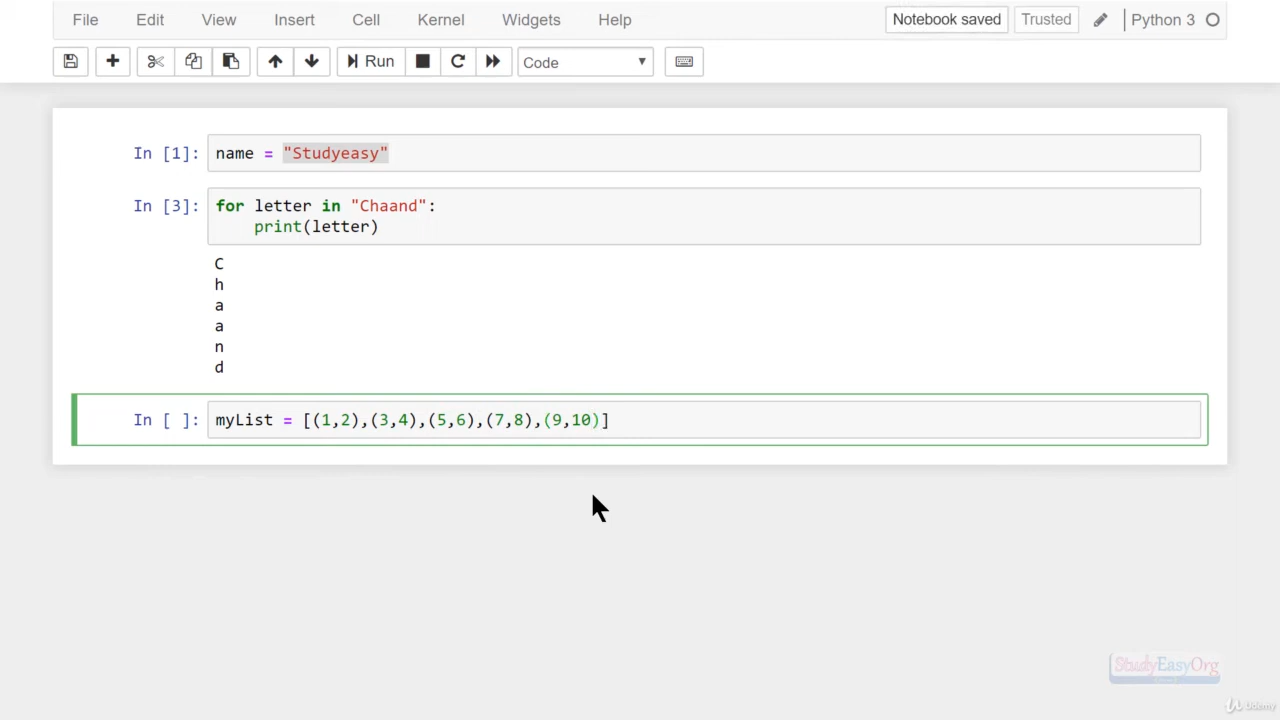 File Edit View Insert Cell Kernel Widgets Help Notebook saved Trusted Python 3
Run Code
In [1]: name = "Studyeasy"
In [3]: for letter in "Chaand":
print(letter)
C
h
a
a
n
d
In [ ]: myList = [(1,2),(3,4),(5,6),(7,8),(9,10)]
StudyEasyOrg
Udemy